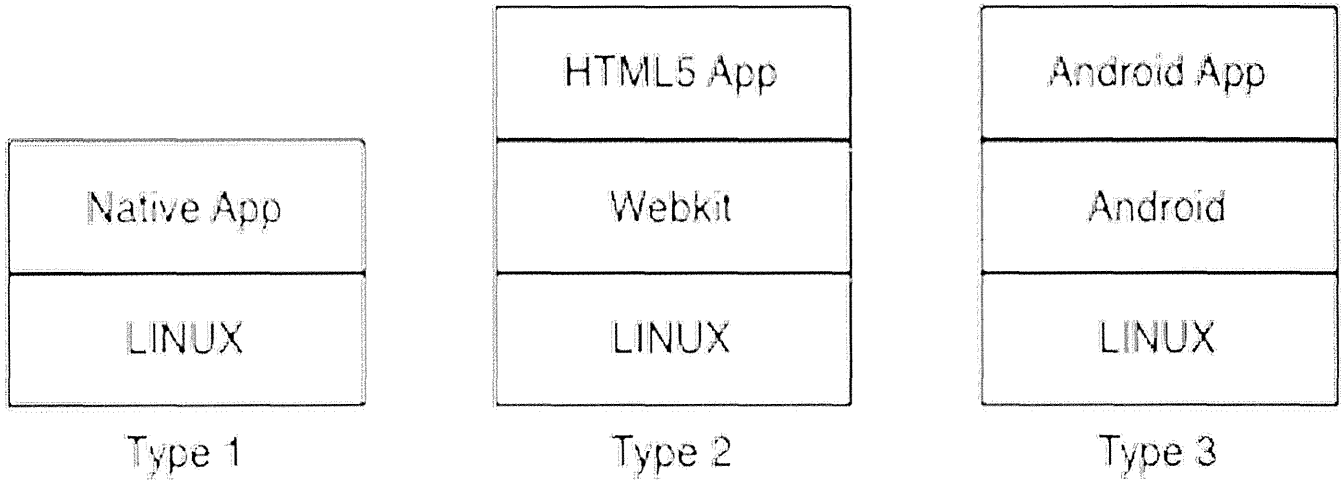 HTML5 App
Android App
Native App
Webkit
Android
LINUX
LINUX
LINUX
Type 1
Type 2
Type 3